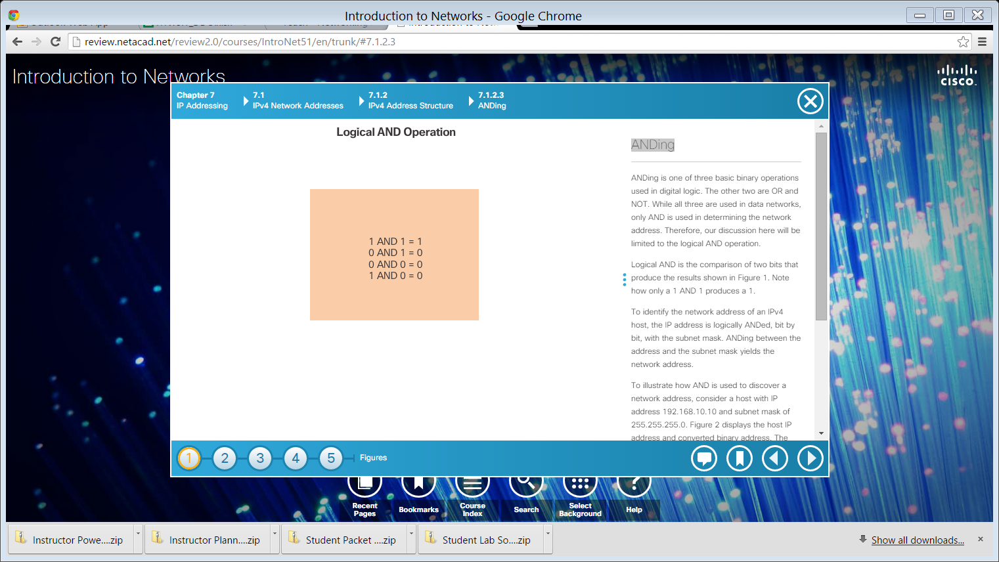 Introduction to Networks - Google Chrome
review.netacad.net/review2.0/courses/IntroNet51/en/trunk/#7.1.2.3
Introduction to Networks
CISCO.
Chapter 7
IP Addressing
7.1
IPv4 Network Addresses
7.1.2
IPv4 Address Structure
7.1.2.3
ANDing
Logical AND Operation
1 AND 1 = 1
0 AND 1 = 0
0 AND 0 = 0
1 AND 0 = 0
ANDing
ANDing is one of three basic binary operations
used in digital logic. The other two are OR and
NOT. While all three are used in data networks,
only AND is used in determining the network
address. Therefore, our discussion here will be
limited to the logical AND operation.
Logical AND is the comparison of two bits that
produce the results shown in Figure 1. Note
how only a 1 AND 1 produces a 1.
To identify the network address of an IPv4
host, the IP address is logically ANDed, bit by
bit, with the subnet mask. ANDing between the
address and the subnet mask yields the
network address.
To illustrate how AND is used to discover a
network address, consider a host with IP
address 192.168.10.10 and subnet mask of
255.255.255.0. Figure 2 displays the host IP
address and converted binary address. The
1 2 3 4 5 Figures
Recent
Pages
Bookmarks
Course
Index
Search
Select
Background
Help
Instructor Powe....zip
Instructor Plann....zip
Student Packet ....zip
Student Lab So....zip
Show all downloads...